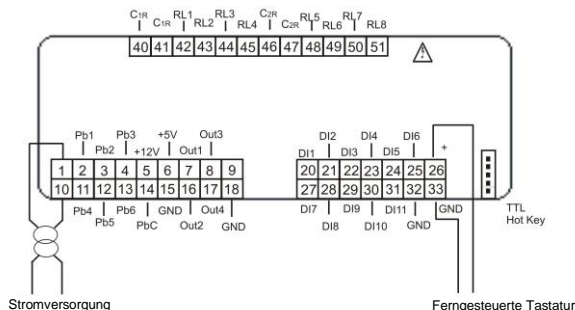 C1R C1R RL1 RL2 RL3 RL4 C2R C2R RL5 RL6 RL7 RL8
40 41 42 43 44 45 46 47 48 49 50 51
Pb1 Pb2 Pb3 +12V +5V Out1 Out3
1 2 3 4 5 6 7 8 9
10 11 12 13 14 15 16 17 18
Pb4 Pb5 Pb6 PbC GND Out2 Out4 GND
DI1 DI2 DI3 DI4 DI5 DI6 +
20 21 22 23 24 25 26
27 28 29 30 31 32 33
DI7 DI8 DI9 DI10 DI11 GND GND
TTL
Hot Key
Stromversorgung
Ferngesteuerte Tastatur